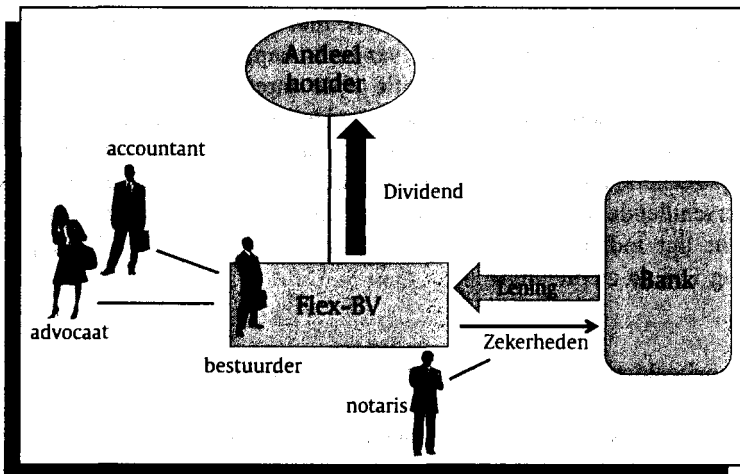 Andeel
houder
accountant
Dividend
Lening
Bank
Flex-BV
advocaat
Zekerheden
bestuurder
notaris